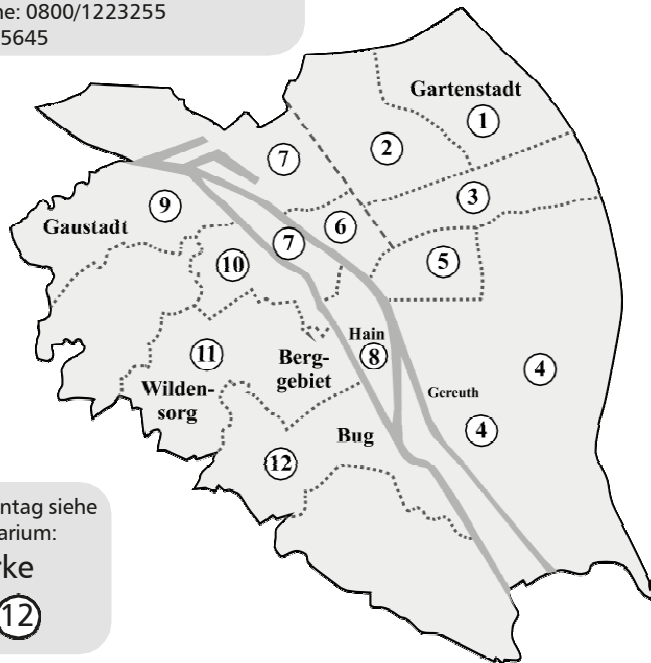 ne: 0800/1223255
5645
Gartenstadt
1
2
7
3
9
6
Gaustadt
7
5
10
Hain
8
11
Berg-
gebiet
4
Wilden-
sorg
Gereuth
4
Bug
12
ntag siehe
arium:
rke
12